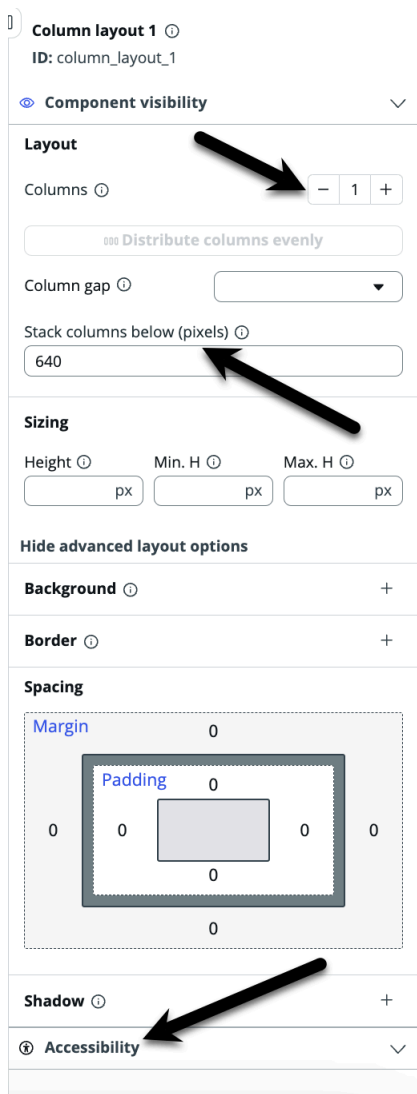 Column layout 1
ID: column_layout_1
Component visibility
Layout
Columns − 1 +
Distribute columns evenly
Column gap
Stack columns below (pixels)
640
Sizing
Height Min. H Max. H
px px px
Hide advanced layout options
Background +
Border +
Spacing
Margin 0
Padding 0
0 0 0 0
0
0
Shadow +
Accessibility